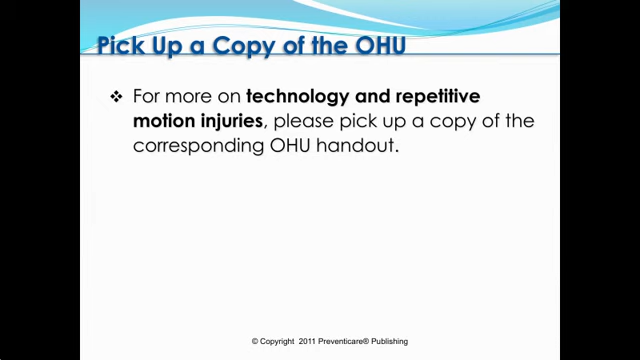 Pick Up a Copy of the OHU
❖ For more on technology and repetitive
motion injuries, please pick up a copy of the
corresponding OHU handout.
© Copyright 2011 Preventicare® Publishing